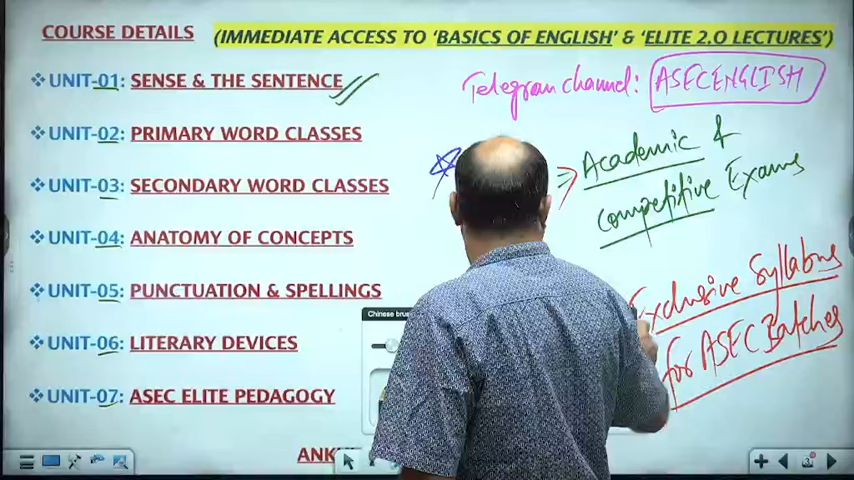 COURSE DETAILS (IMMEDIATE ACCESS TO ‘BASICS OF ENGLISH’ & ‘ELITE 2.O LECTURES’)
UNIT-01: SENSE & THE SENTENCE
Telegram channel: ASECENGLISH
UNIT-02: PRIMARY WORD CLASSES
Academic &
UNIT-03: SECONDARY WORD CLASSES
Competitive Exams
UNIT-04: ANATOMY OF CONCEPTS
Exclusive Syllabus
UNIT-05: PUNCTUATION & SPELLINGS
Chinese
for ASEC Batches
UNIT-06: LITERARY DEVICES
UNIT-07: ASEC ELITE PEDAGOGY